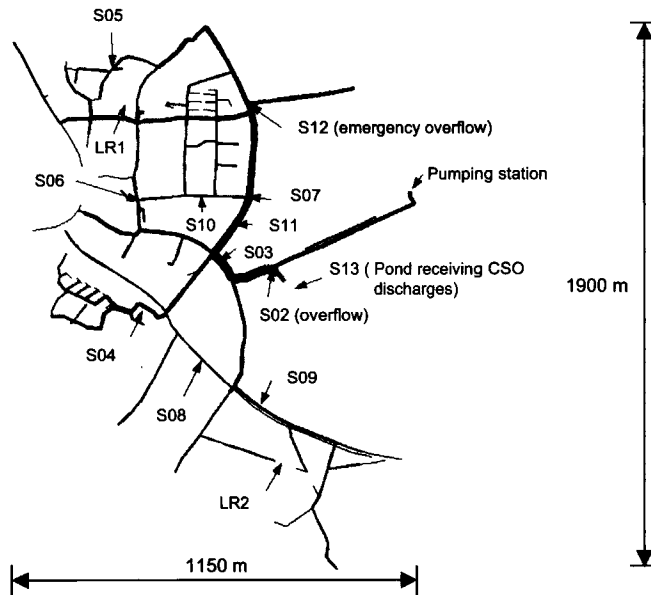 S05
LR1
S12 (emergency overflow)
Pumping station
S06
S07
S10
S11
S03
S13 ( Pond receiving CSO
discharges)
1900 m
S02 (overflow)
S04
S09
S08
LR2
1150 m